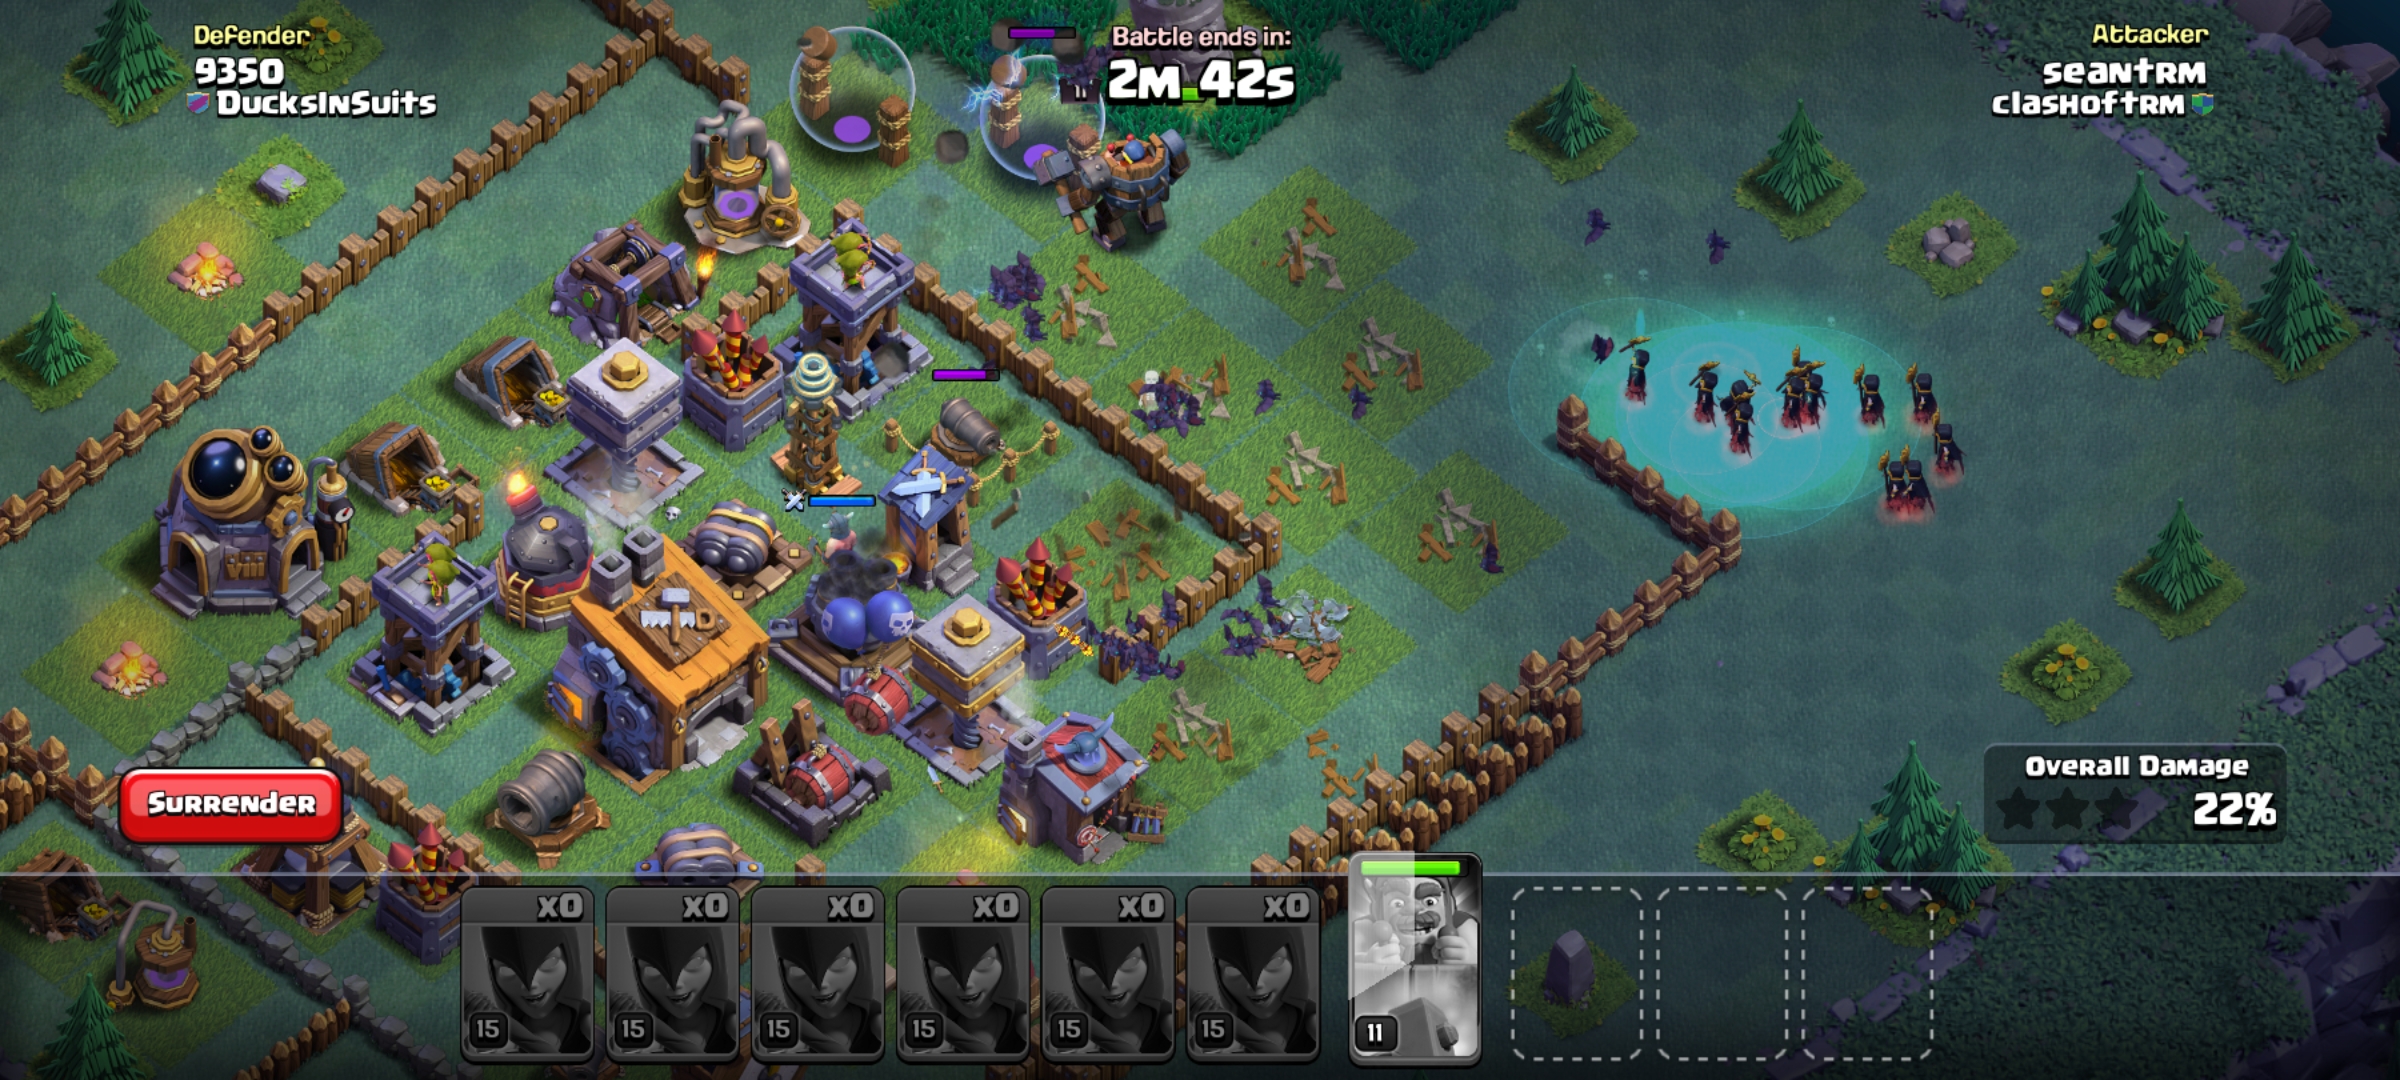 Defender
9350
DucksInSuits
Battle ends in:
2M 42s
Attacker
seantRM
clashoftRM
VIII
Surrender
Overall Damage
22%
x0
x0
x0
x0
x0
x0
15
15
15
15
15
15
11